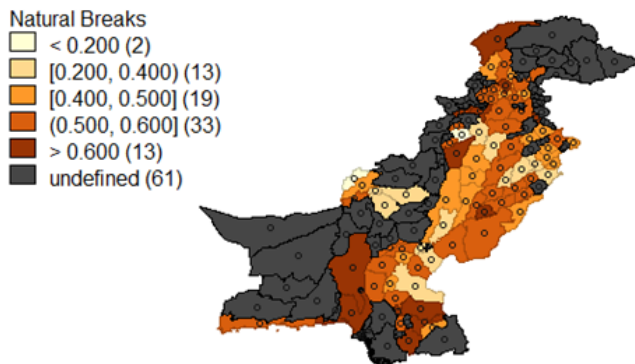 Natural Breaks
< 0.200 (2)
[0.200, 0.400) (13)
[0.400, 0.500] (19)
(0.500, 0.600] (33)
> 0.600 (13)
undefined (61)